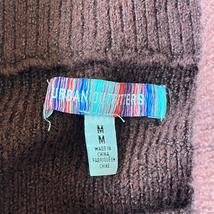 URBAN OUTFITTERS
M
M
MADE IN
CHINA
FABRIQUÉ EN
CHINE